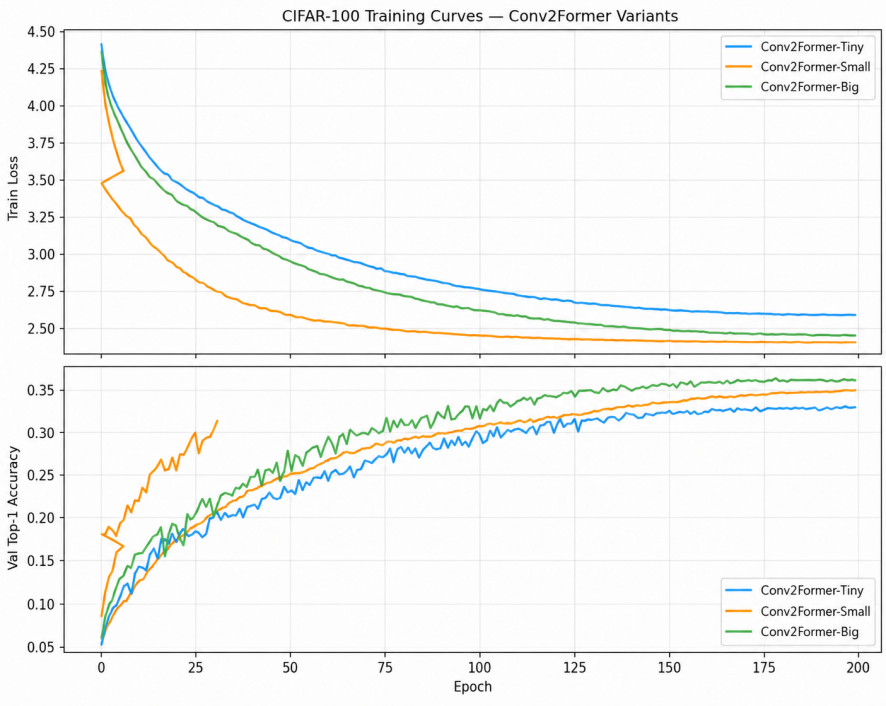 CIFAR-100 Training Curves — Conv2Former Variants
4.50
4.25
4.00
3.75
3.50
3.25
3.00
2.75
2.50
Train Loss
Conv2Former-Tiny
Conv2Former-Small
Conv2Former-Big
0.35
0.30
0.25
0.20
0.15
0.10
0.05
Val Top-1 Accuracy
Conv2Former-Tiny
Conv2Former-Small
Conv2Former-Big
0 25 50 75 100 125 150 175 200
Epoch